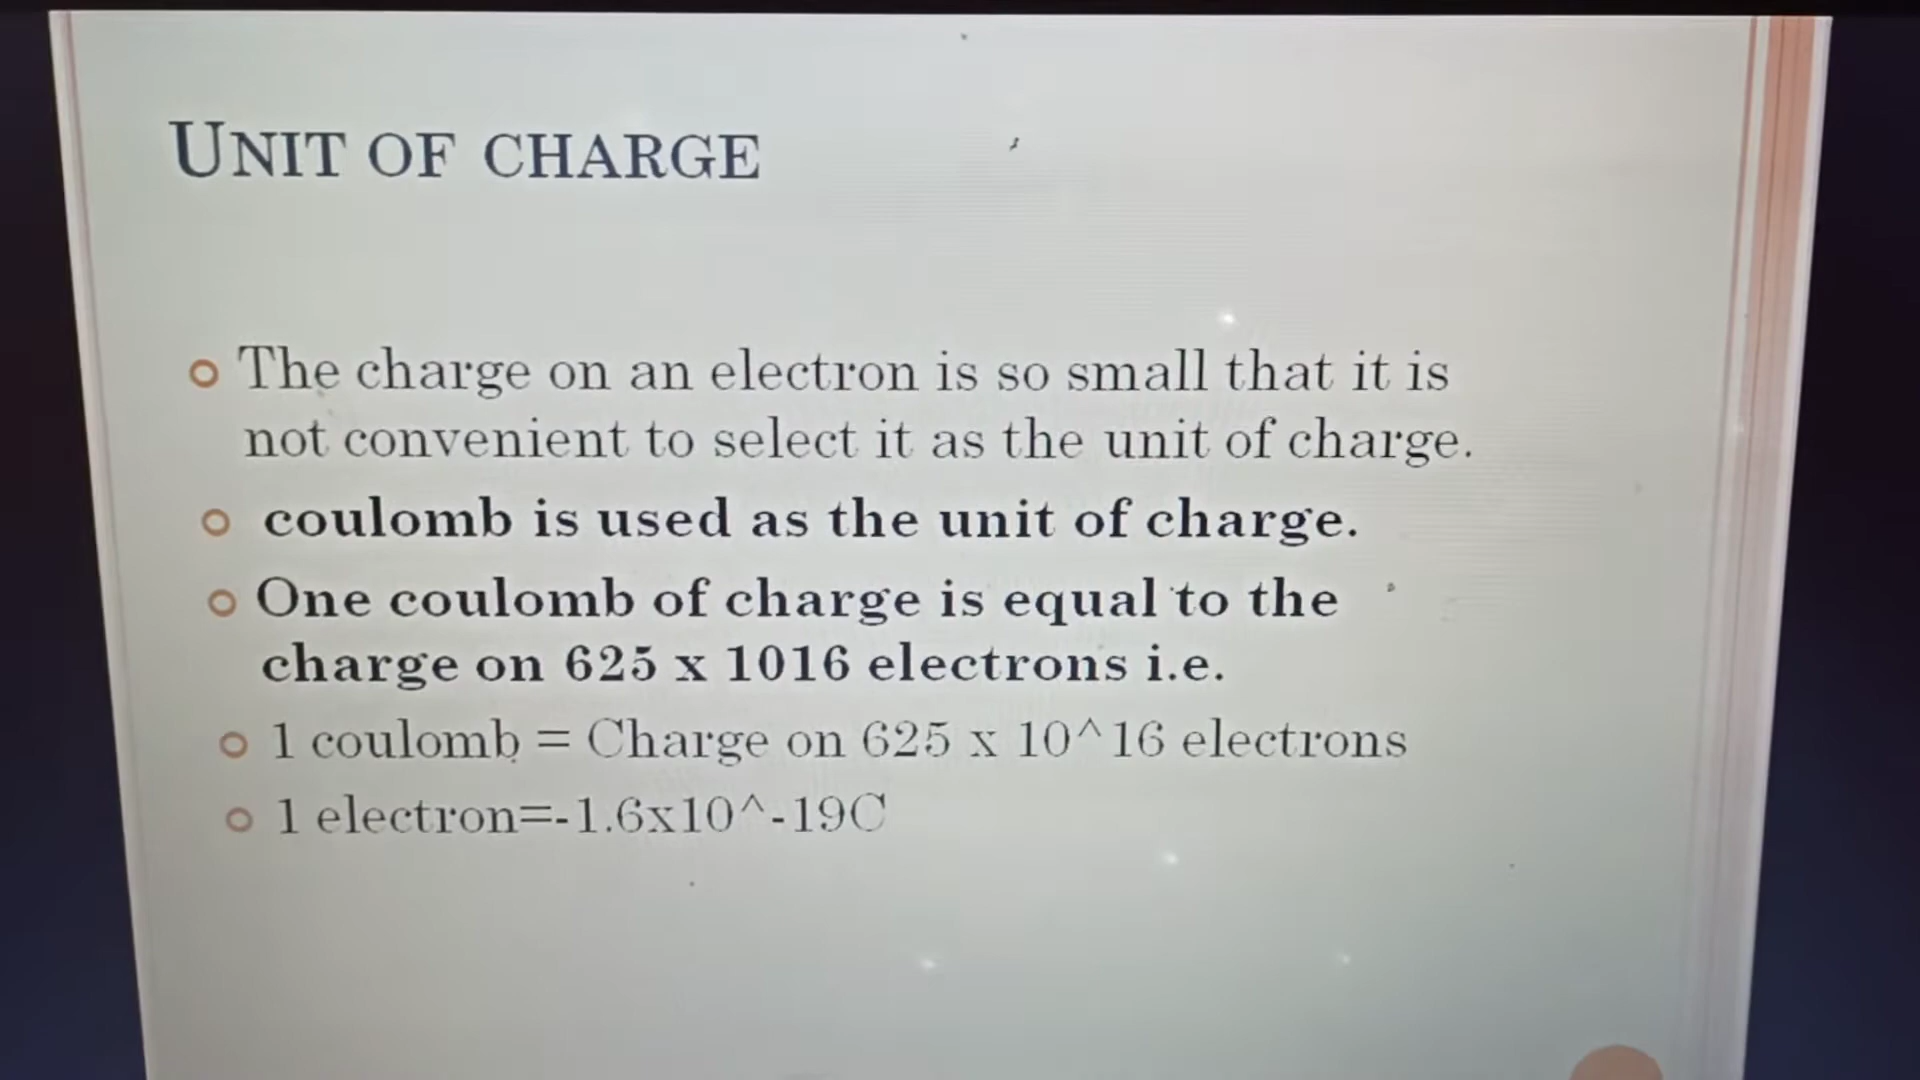 UNIT OF CHARGE
The charge on an electron is so small that it is
not convenient to select it as the unit of charge.
coulomb is used as the unit of charge.
One coulomb of charge is equal to the
charge on 625 x 1016 electrons i.e.
1 coulomb = Charge on 625 x 10^16 electrons
1 electron=-1.6x10^-19C